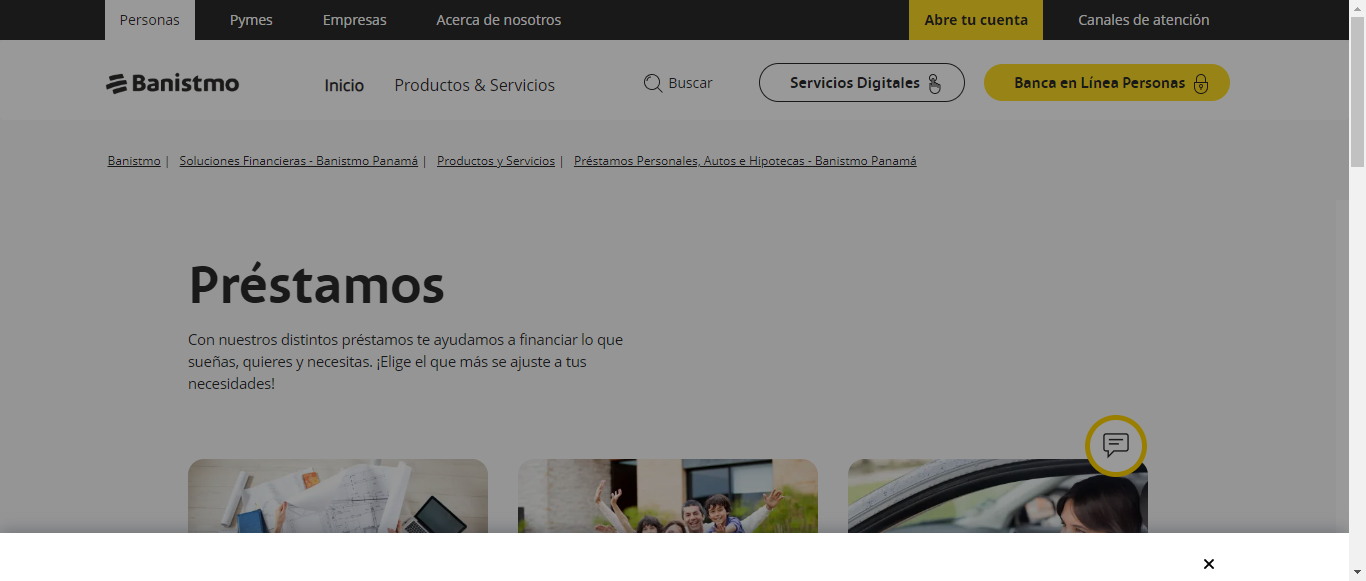 Personas Pymes Empresas Acerca de nosotros Abre tu cuenta Canales de atención
Banistmo Inicio Productos & Servicios Buscar Servicios Digitales Banca en Línea Personas
Banistmo | Soluciones Financieras - Banistmo Panamá | Productos y Servicios | Préstamos Personales, Autos e Hipotecas - Banistmo Panamá
Préstamos
Con nuestros distintos préstamos te ayudamos a financiar lo que
sueñas, quieres y necesitas. ¡Elige el que más se ajuste a tus
necesidades!